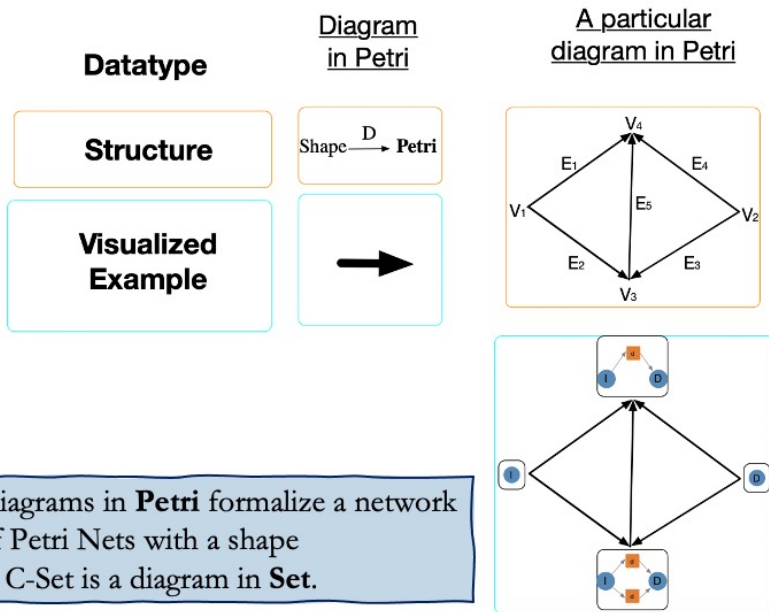 Datatype
Diagram
in Petri
A particular
diagram in Petri
Structure
D
Shape Petri
V4
E1
E4
V1
E5
V2
E2
E3
V3
Visualized
Example
d
I D
I
D
d
I D
d
iagrams in Petri formalize a network
Petri Nets with a shape
C-Set is a diagram in Set.